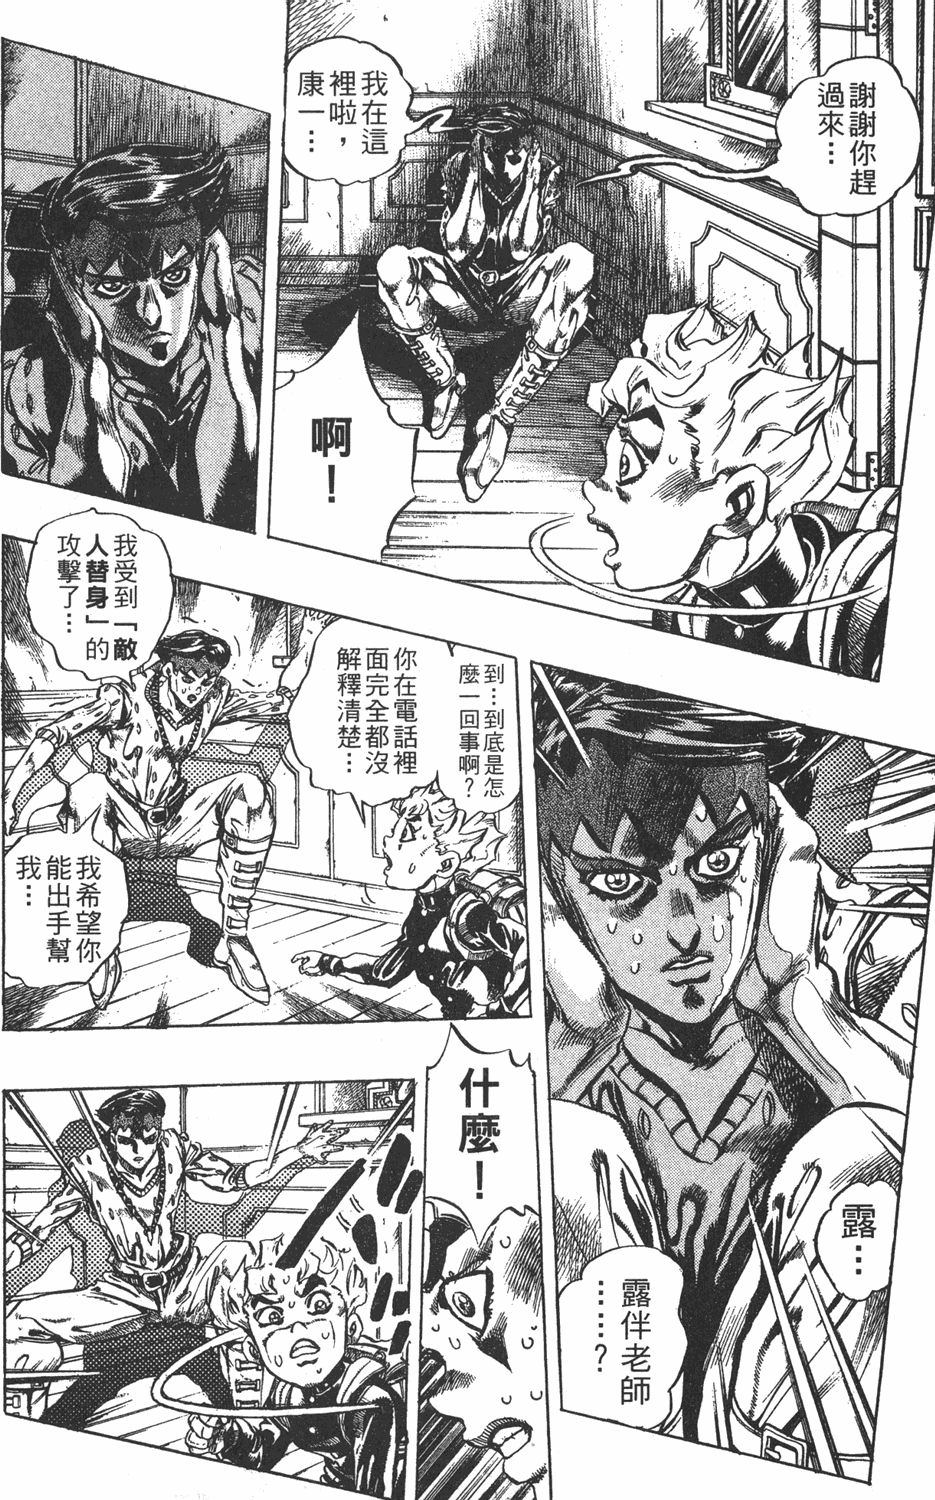 謝謝你趕
過來…
我在這
裡啦，
康一…
啊！
露…
露伴老師
……？
到…到底是怎
麼一回事啊？
你在電話裡
面完全都沒
解釋清楚…
我受到「敵
人替身」的
攻擊了…
我希望你
能出手幫
我…
什麼！